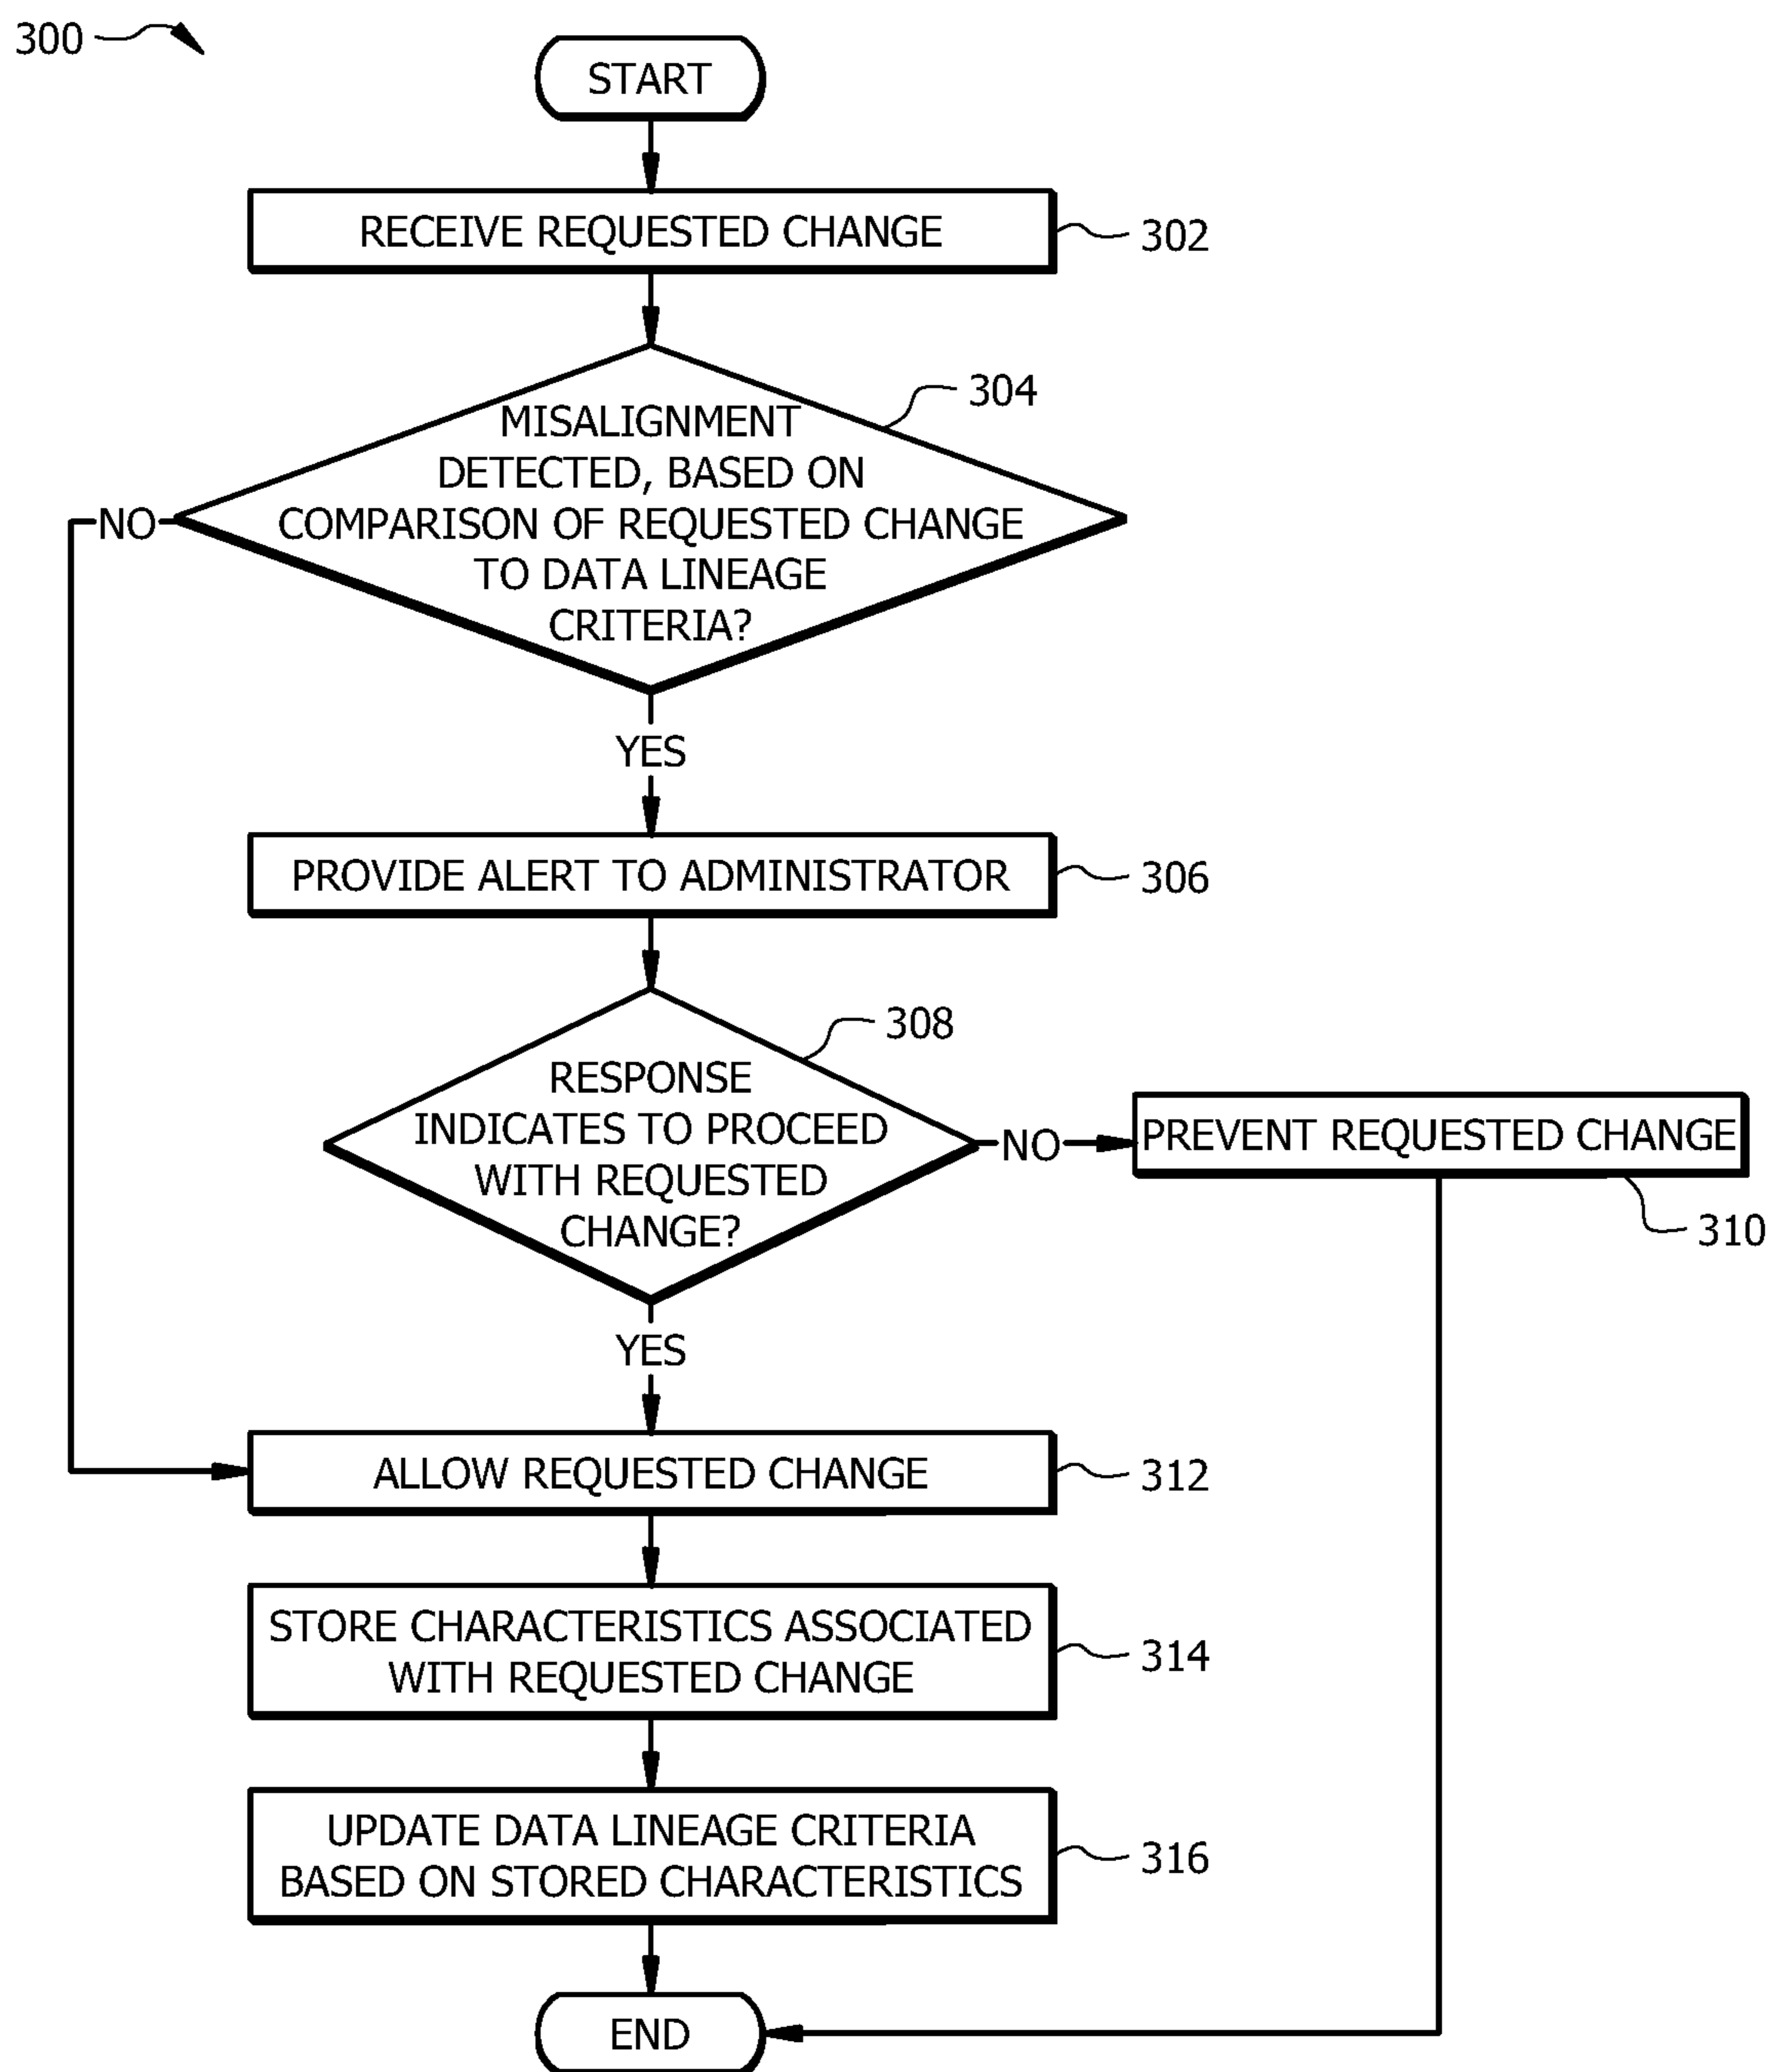 300
START
RECEIVE REQUESTED CHANGE
302
304
MISALIGNMENT
DETECTED, BASED ON
COMPARISON OF REQUESTED CHANGE
TO DATA LINEAGE
CRITERIA?
NO
YES
PROVIDE ALERT TO ADMINISTRATOR
306
308
RESPONSE
INDICATES TO PROCEED
WITH REQUESTED
CHANGE?
NO
PREVENT REQUESTED CHANGE
310
YES
ALLOW REQUESTED CHANGE
312
STORE CHARACTERISTICS ASSOCIATED
WITH REQUESTED CHANGE
314
UPDATE DATA LINEAGE CRITERIA
BASED ON STORED CHARACTERISTICS
316
END